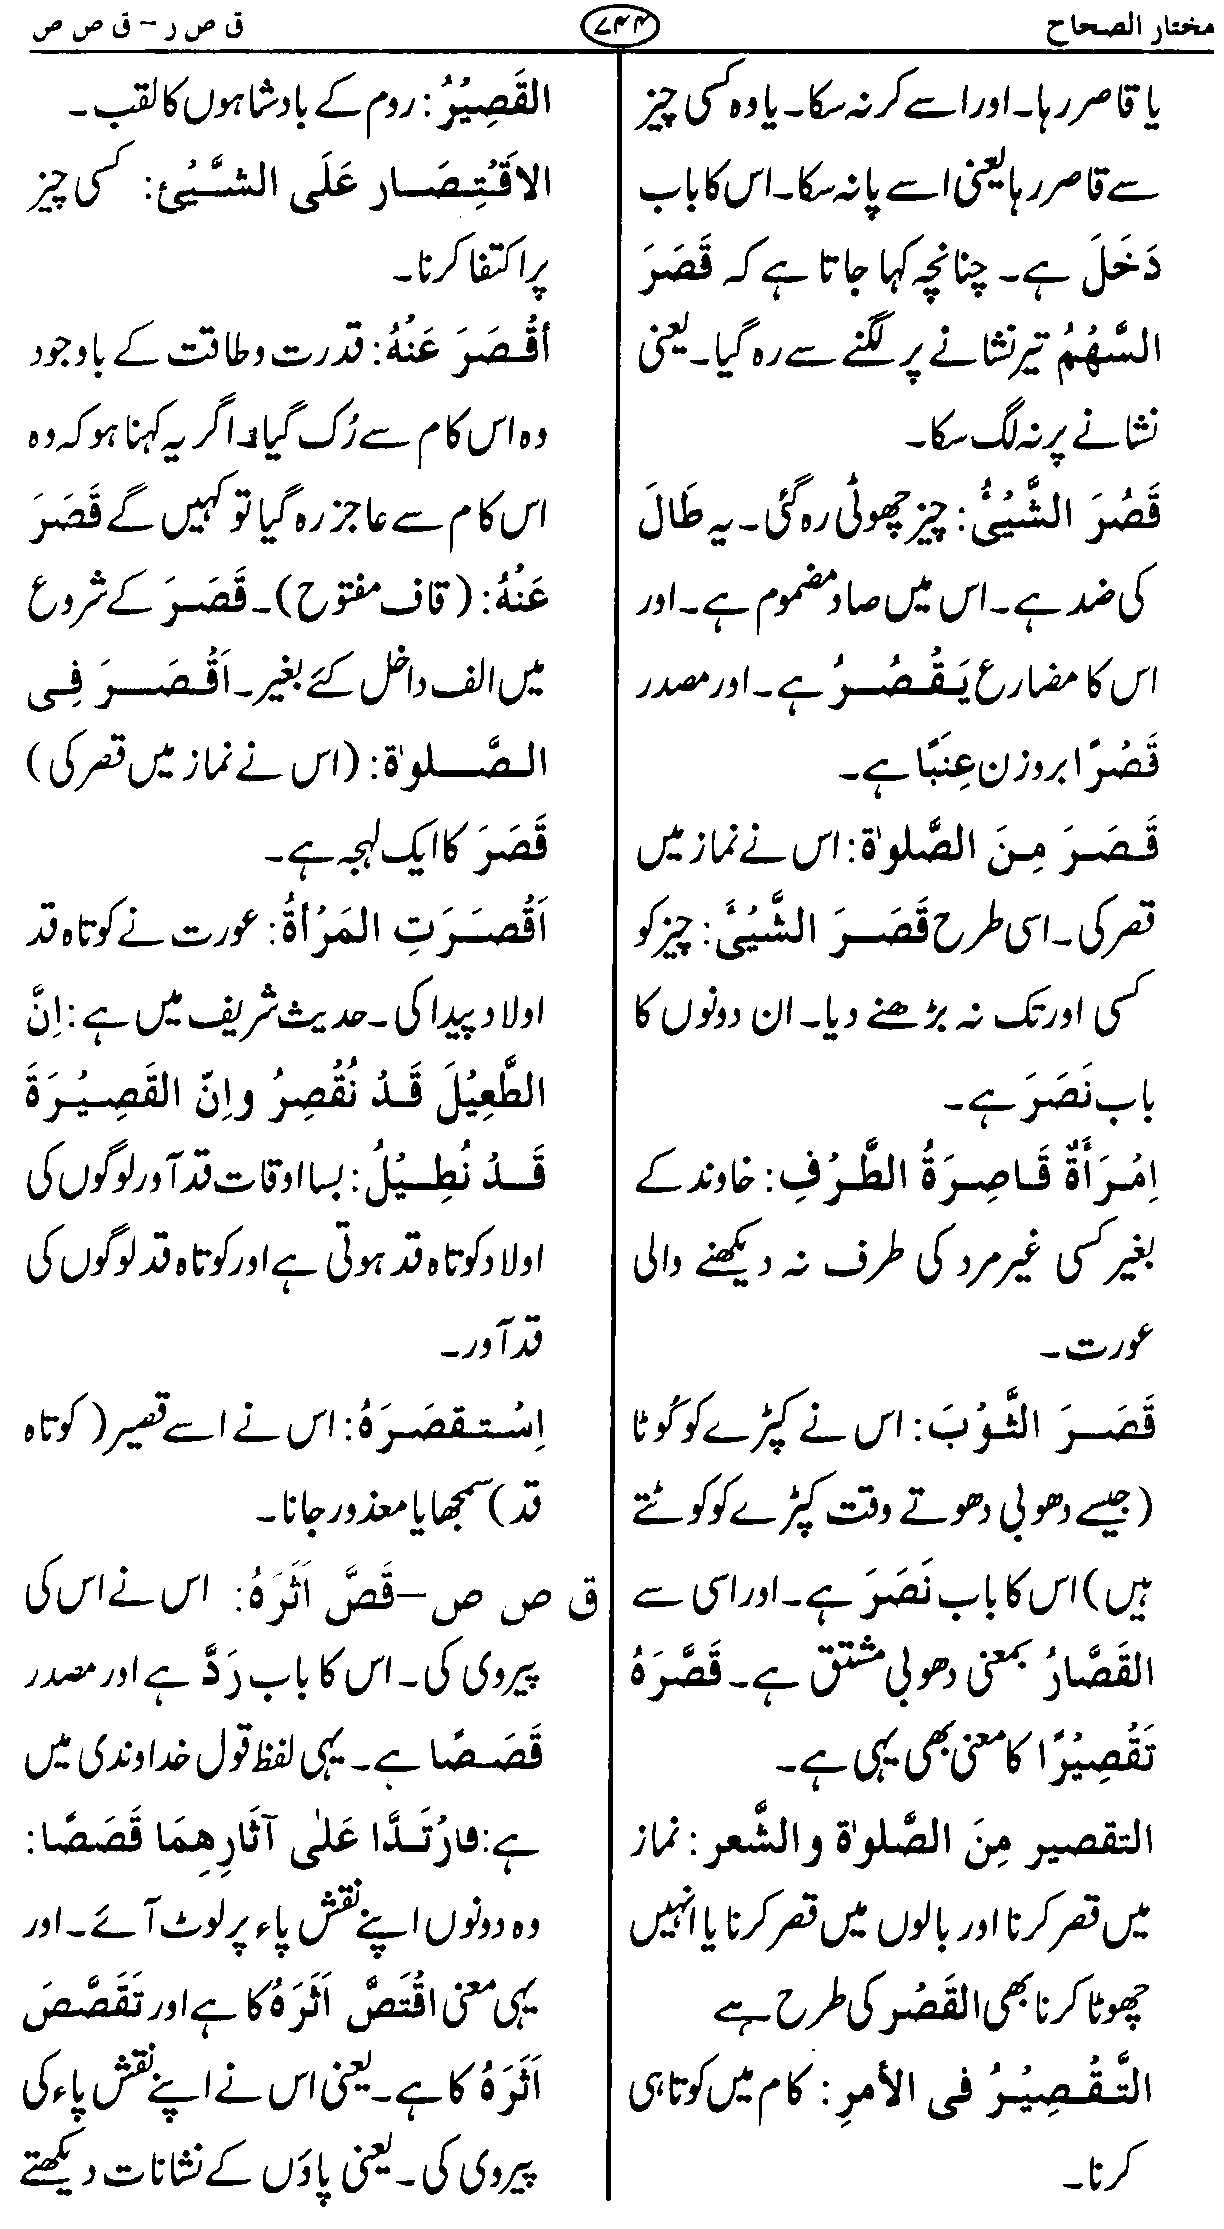 مختار الصحاح
۷۴۴
ق ص ر – ق ص ص
یا قاصر رہا۔ اور اسے کر نہ سکا۔ یا وہ کسی چیز
سے قاصر رہا یعنی اسے پا نہ سکا۔ اس کا باب
دَخَلَ ہے۔ چنانچہ کہا جاتا ہے کہ قَصَرَ
السَّهُمُ تیر نشانے پر لگنے سے رہ گیا۔ یعنی
نشانے پر نہ لگ سکا۔
قَصُرَ الشَّيْئُ: چیز چھوٹی رہ گئی۔ یہ طَالَ
کی ضد ہے۔ اس میں صاد مضموم ہے۔ اور
اس کا مضارع يَقْصُرُ ہے۔ اور مصدر
قَصُرًا بروزن عِنَبًا ہے۔
قَصَرَ مِنَ الصَّلوٰة: اس نے نماز میں
قصر کی۔ اسی طرح قَصَرَ الشَّيْئَ: چیز کو
کسی اور تک نہ بڑھنے دیا۔ ان دونوں کا
باب نَصَرَ ہے۔
اِمْرَأَةٌ قَاصِرَةُ الطَّرْفِ: خاوند کے
بغیر کسی غیر مرد کی طرف نہ دیکھنے والی
عورت۔
قَصَرَ الثَّوْبَ: اس نے کپڑے کو کُوٹا
(جیسے دھوبی دھوتے وقت کپڑے کو کوٹتے
ہیں) اس کا باب نَصَرَ ہے۔ اور اسی سے
القَصَّارُ بمعنی دھوبی مشتق ہے۔ قَصَّرَهُ
تَقْصِيْرًا کا معنی بھی یہی ہے۔
التقصير مِنَ الصَّلوٰة والشَّعر: نماز
میں قصر کرنا اور بالوں میں قصر کرنا یا انہیں
چھوٹا کرنا بھی القَصْر کی طرح ہے
التَّقْصِيْرُ فى الأمرِ: کام میں کوتاہی
کرنا۔
القَصِيْرُ: روم کے بادشاہوں کا لقب۔
الاقْتِصَار عَلَى الشَّيْئ: کسی چیز
پر اکتفا کرنا۔
أقْصَرَ عَنْهُ: قدرت و طاقت کے باوجود
وہ اس کام سے رُک گیا۔ اگر یہ کہنا ہو کہ وہ
اس کام سے عاجز رہ گیا تو کہیں گے قَصَرَ
عَنْهُ: (قاف مفتوح)۔ قَصَرَ کے شروع
میں الف داخل کئے بغیر۔ اَقْصَرَ فِى
الصَّلوٰة: (اس نے نماز میں قصر کی)
قَصَرَ کا ایک لہجہ ہے۔
اَقْصَرَتِ المَرْأةُ: عورت نے کوتاہ قد
اولاد پیدا کی۔ حدیث شریف میں ہے: اِنَّ
الطَّعِيْلَ قَدْ نُقْصِرُ واِنّ القَصِيْرَةَ
قَدْ نُطِيْلُ: بسا اوقات قد آور لوگوں کی
اولاد کوتاہ قد ہوتی ہے اور کوتاہ قد لوگوں کی
قد آور۔
اِسْتقصَرَهُ: اس نے اسے قصیر (کوتاہ
قد) سمجھا یا معذور جانا۔
ق ص ص – قَصَّ اَثَرَهُ: اس نے اس کی
پیروی کی۔ اس کا باب رَدَّ ہے اور مصدر
قَصَصًا ہے۔ یہی لفظ قول خداوندی میں
ہے: فارْتَدَّا عَلٰى آثَارِهِمَا قَصَصًا:
وہ دونوں اپنے نقش پاء پر لوٹ آئے۔ اور
یہی معنی اقْتَصَّ اَثَرَهُ کا ہے اور تَقَصَّصَ
اَثَرَهُ کا ہے۔ یعنی اس نے اپنے نقش پاء کی
پیروی کی۔ یعنی پاؤں کے نشانات دیکھتے